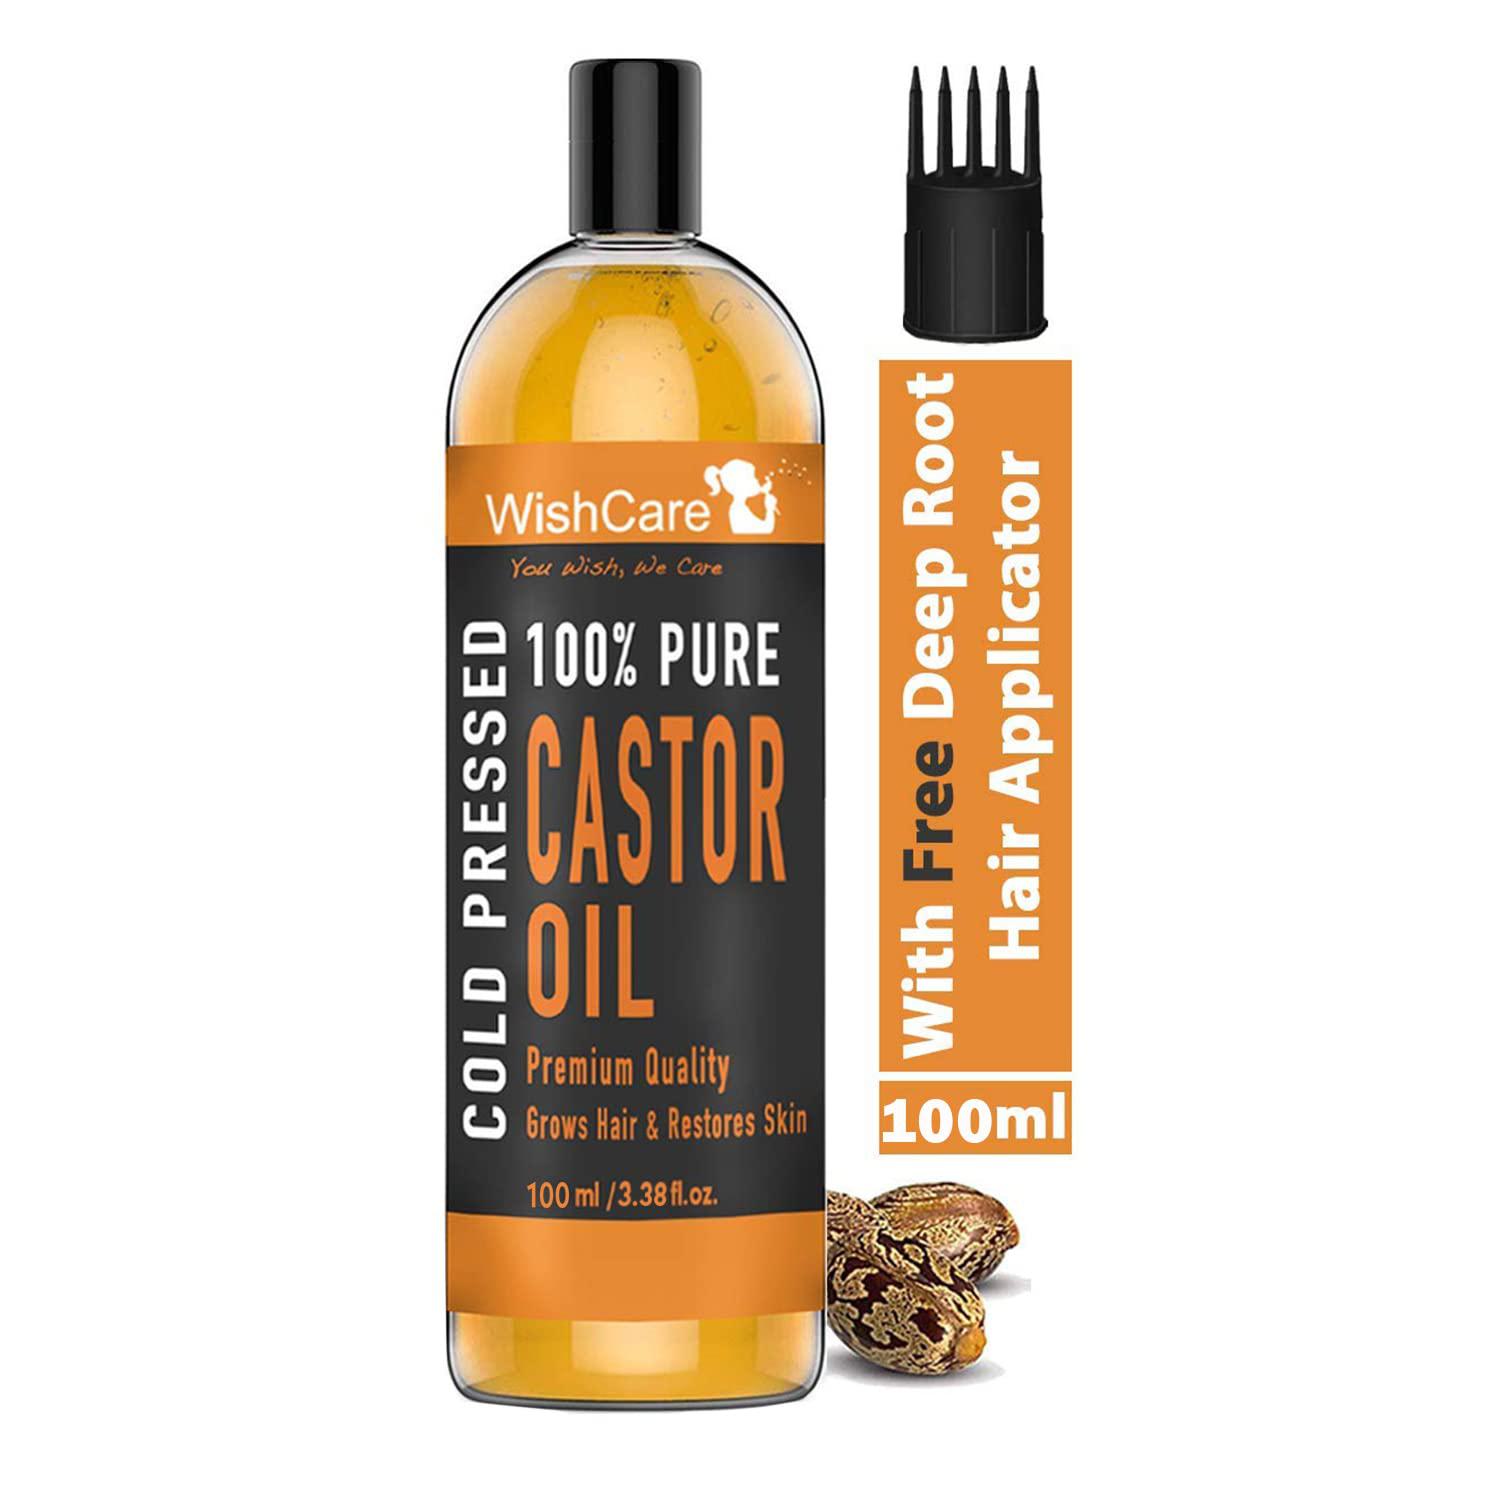 WishCare
You Wish, We Care
COLD PRESSED
100% PURE
CASTOR
OIL
Premium Quality
Grows Hair & Restores Skin
100 ml / 3.38 fl.oz.
With Free Deep Root
Hair Applicator
100ml